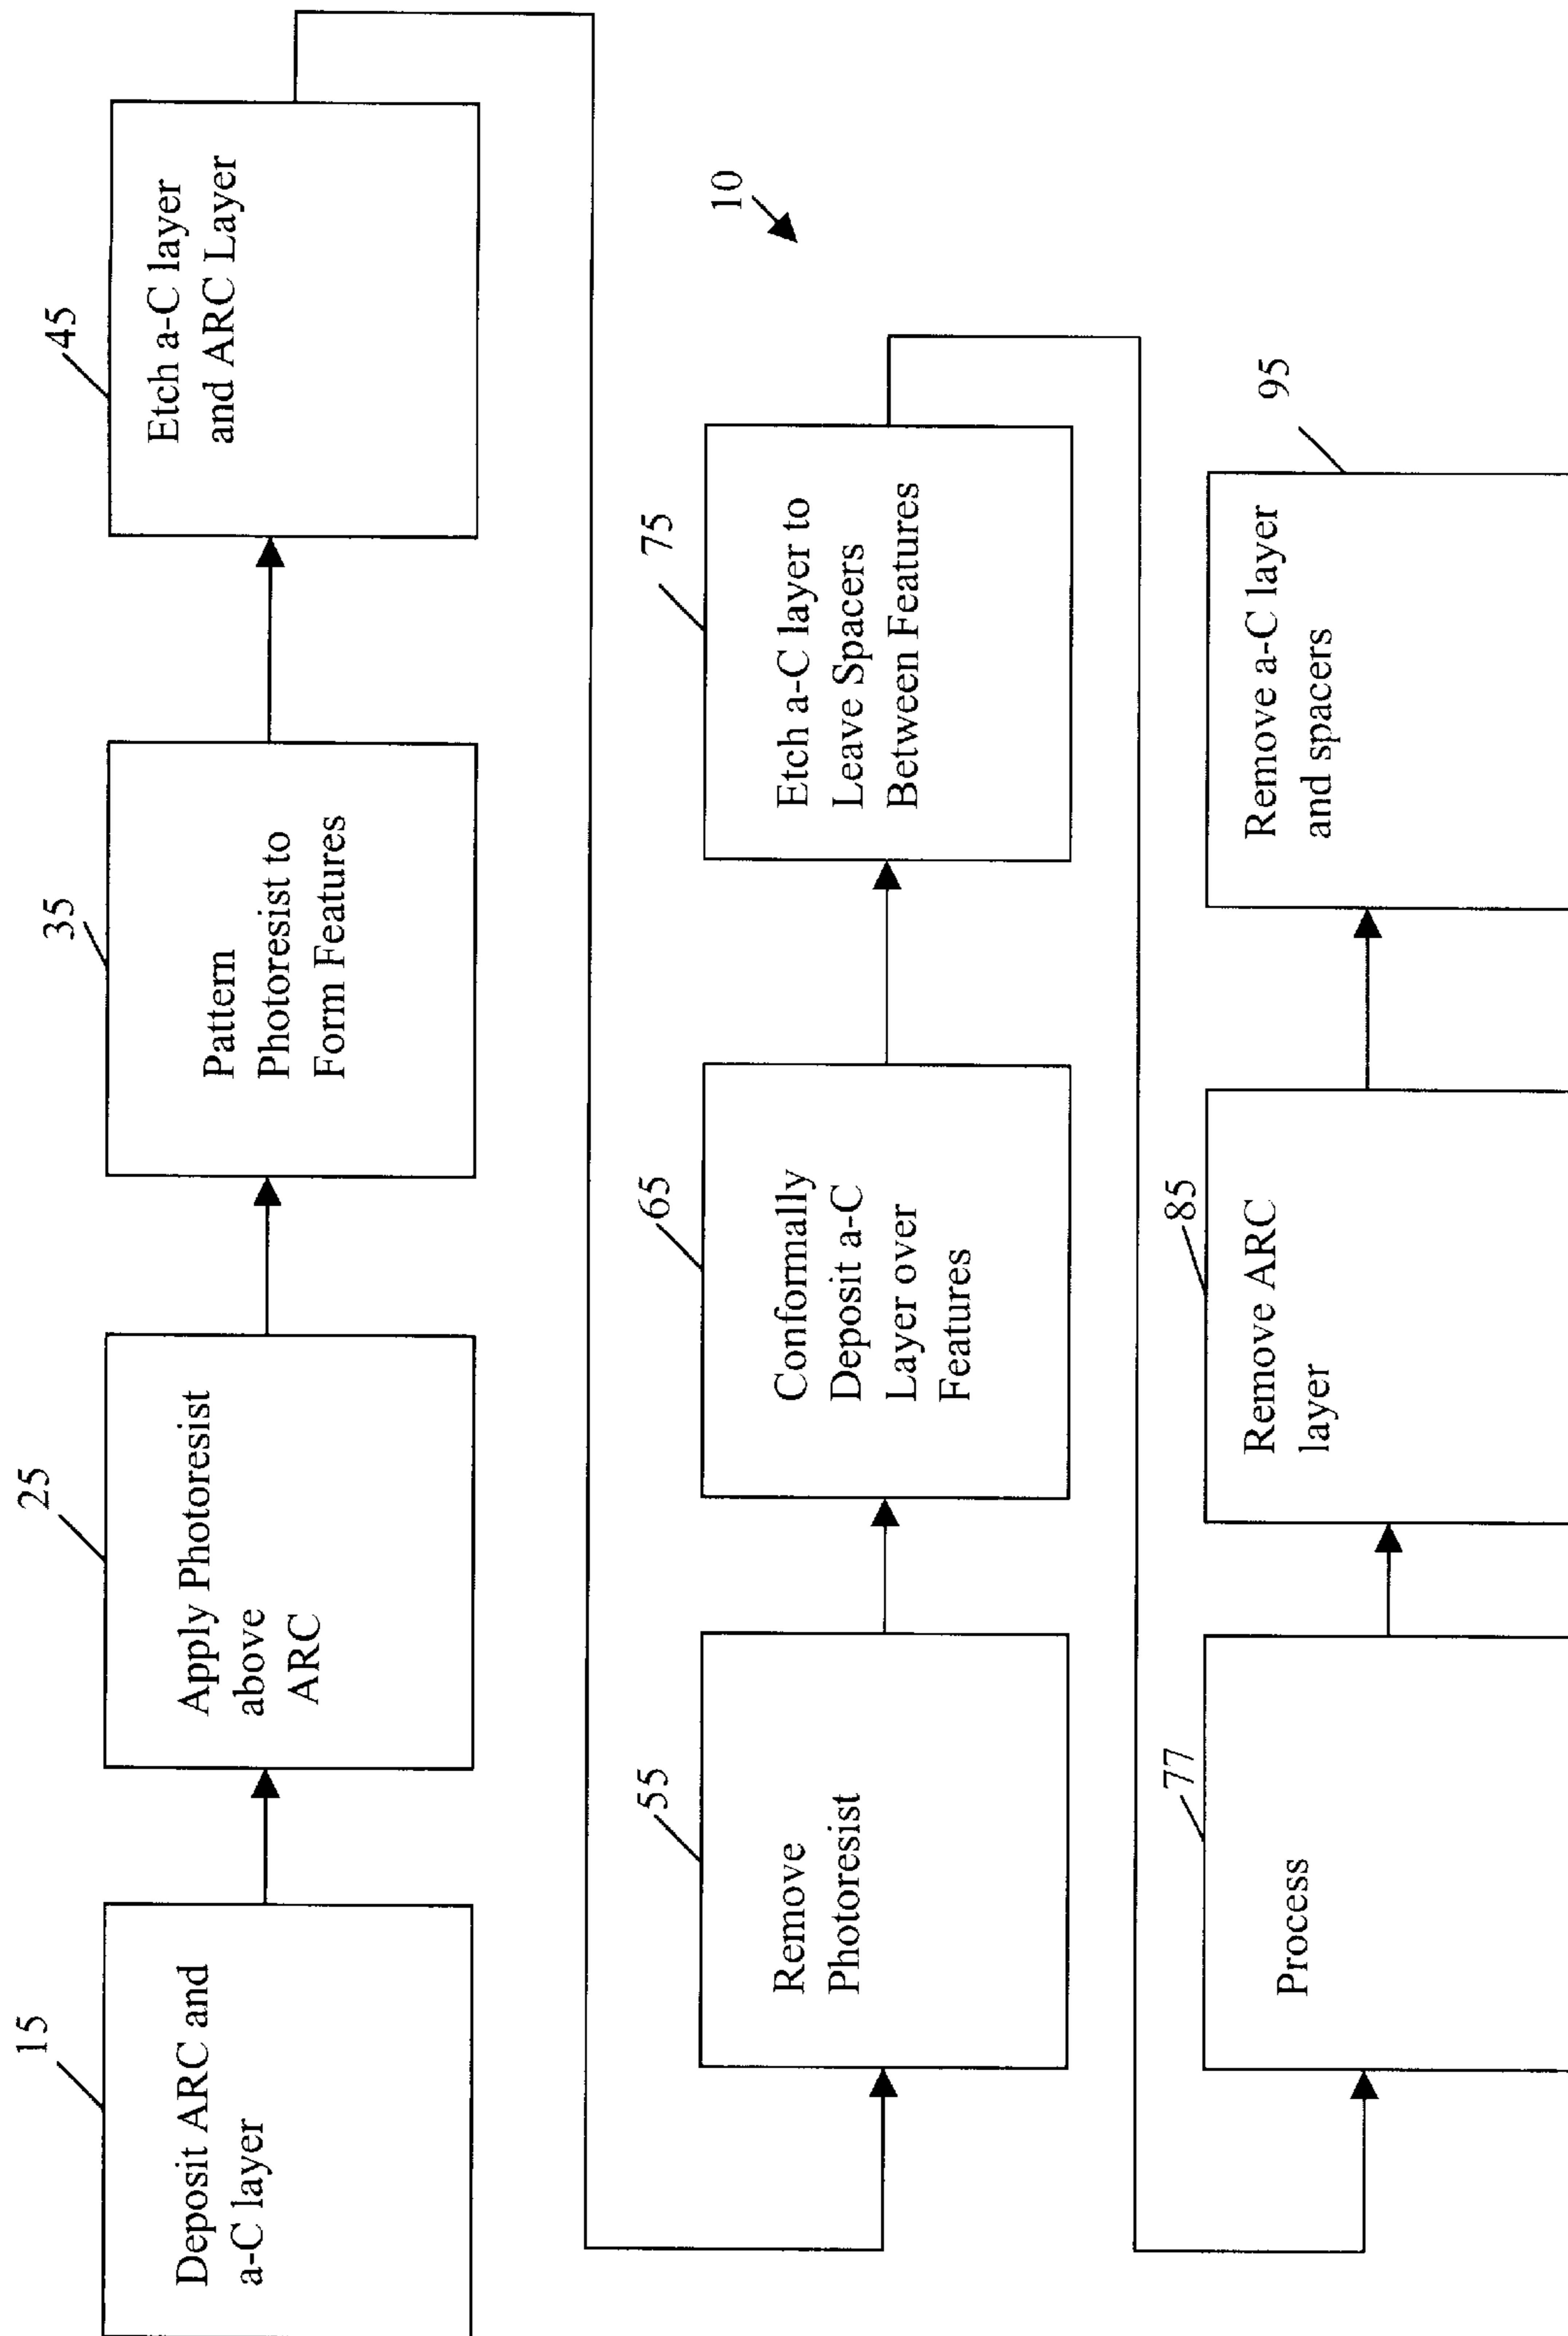 15
Deposit ARC and
a-C layer
25
Apply Photoresist
above
ARC
35
Pattern
Photoresist to
Form Features
45
Etch a-C layer
and ARC Layer
10
55
Remove
Photoresist
65
Conformally
Deposit a-C
Layer over
Features
75
Etch a-C layer to
Leave Spacers
Between Features
77
Process
85
Remove ARC
layer
95
Remove a-C layer
and spacers